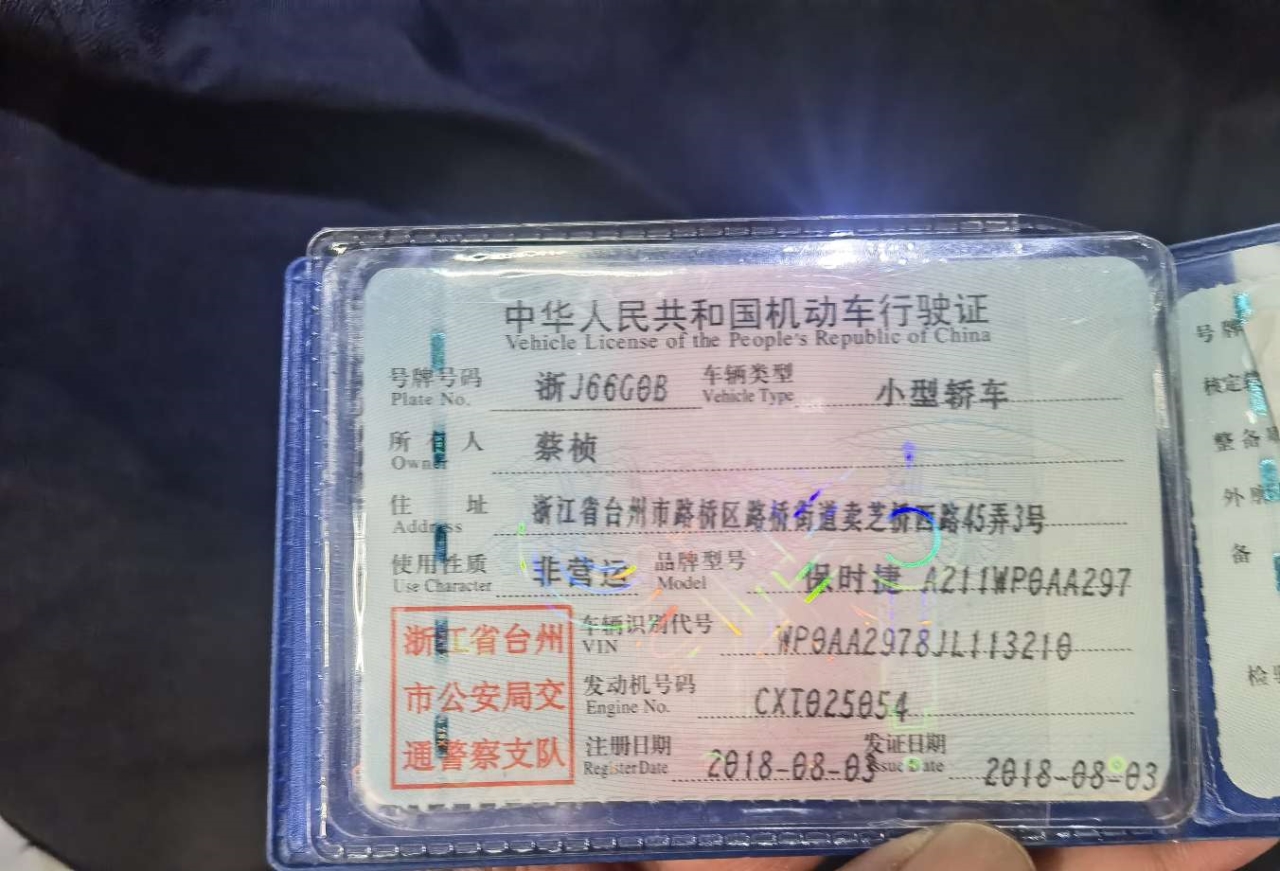 中华人民共和国机动车行驶证
Vehicle License of the People's Republic of China
号牌号码 浙J66G0B 车辆类型 小型轿车
Plate No. Vehicle Type
所有人 蔡桢
Owner
住址 浙江省台州市路桥区路桥街道卖芝桥西路45弄3号
Address
使用性质 非营运 品牌型号 保时捷 A211WP0AA297
Use Character Model
浙江省台州
市公安局交
通警察支队
车辆识别代号 WP0AA2978JL113210
VIN
发动机号码 CXT025054
Engine No.
注册日期 2018-08-03 发证日期 2018-08-03
Register Date Issue Date
号牌
核定
整备
外廓
备
检验